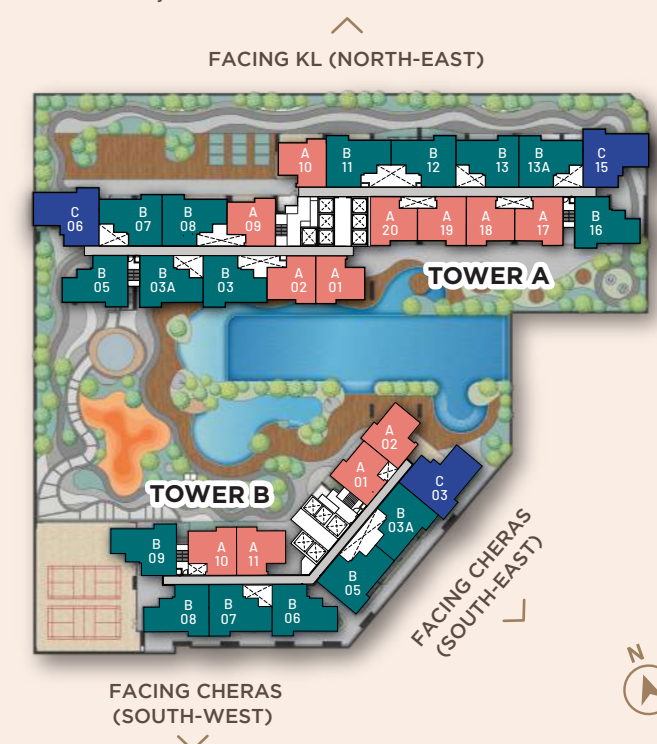 FACING KL (NORTH-EAST)
A
10
B
11
B
12
B
13
B
13A
C
15
C
06
B
07
B
08
A
09
A
20
A
19
A
18
A
17
B
16
B
05
B
03A
B
03
A
02
A
01
TOWER A
A
02
A
01
C
03
TOWER B
B
03A
B
09
A
10
A
11
B
05
B
08
B
07
B
06
FACING CHERAS
(SOUTH-EAST)
FACING CHERAS
(SOUTH-WEST)
N